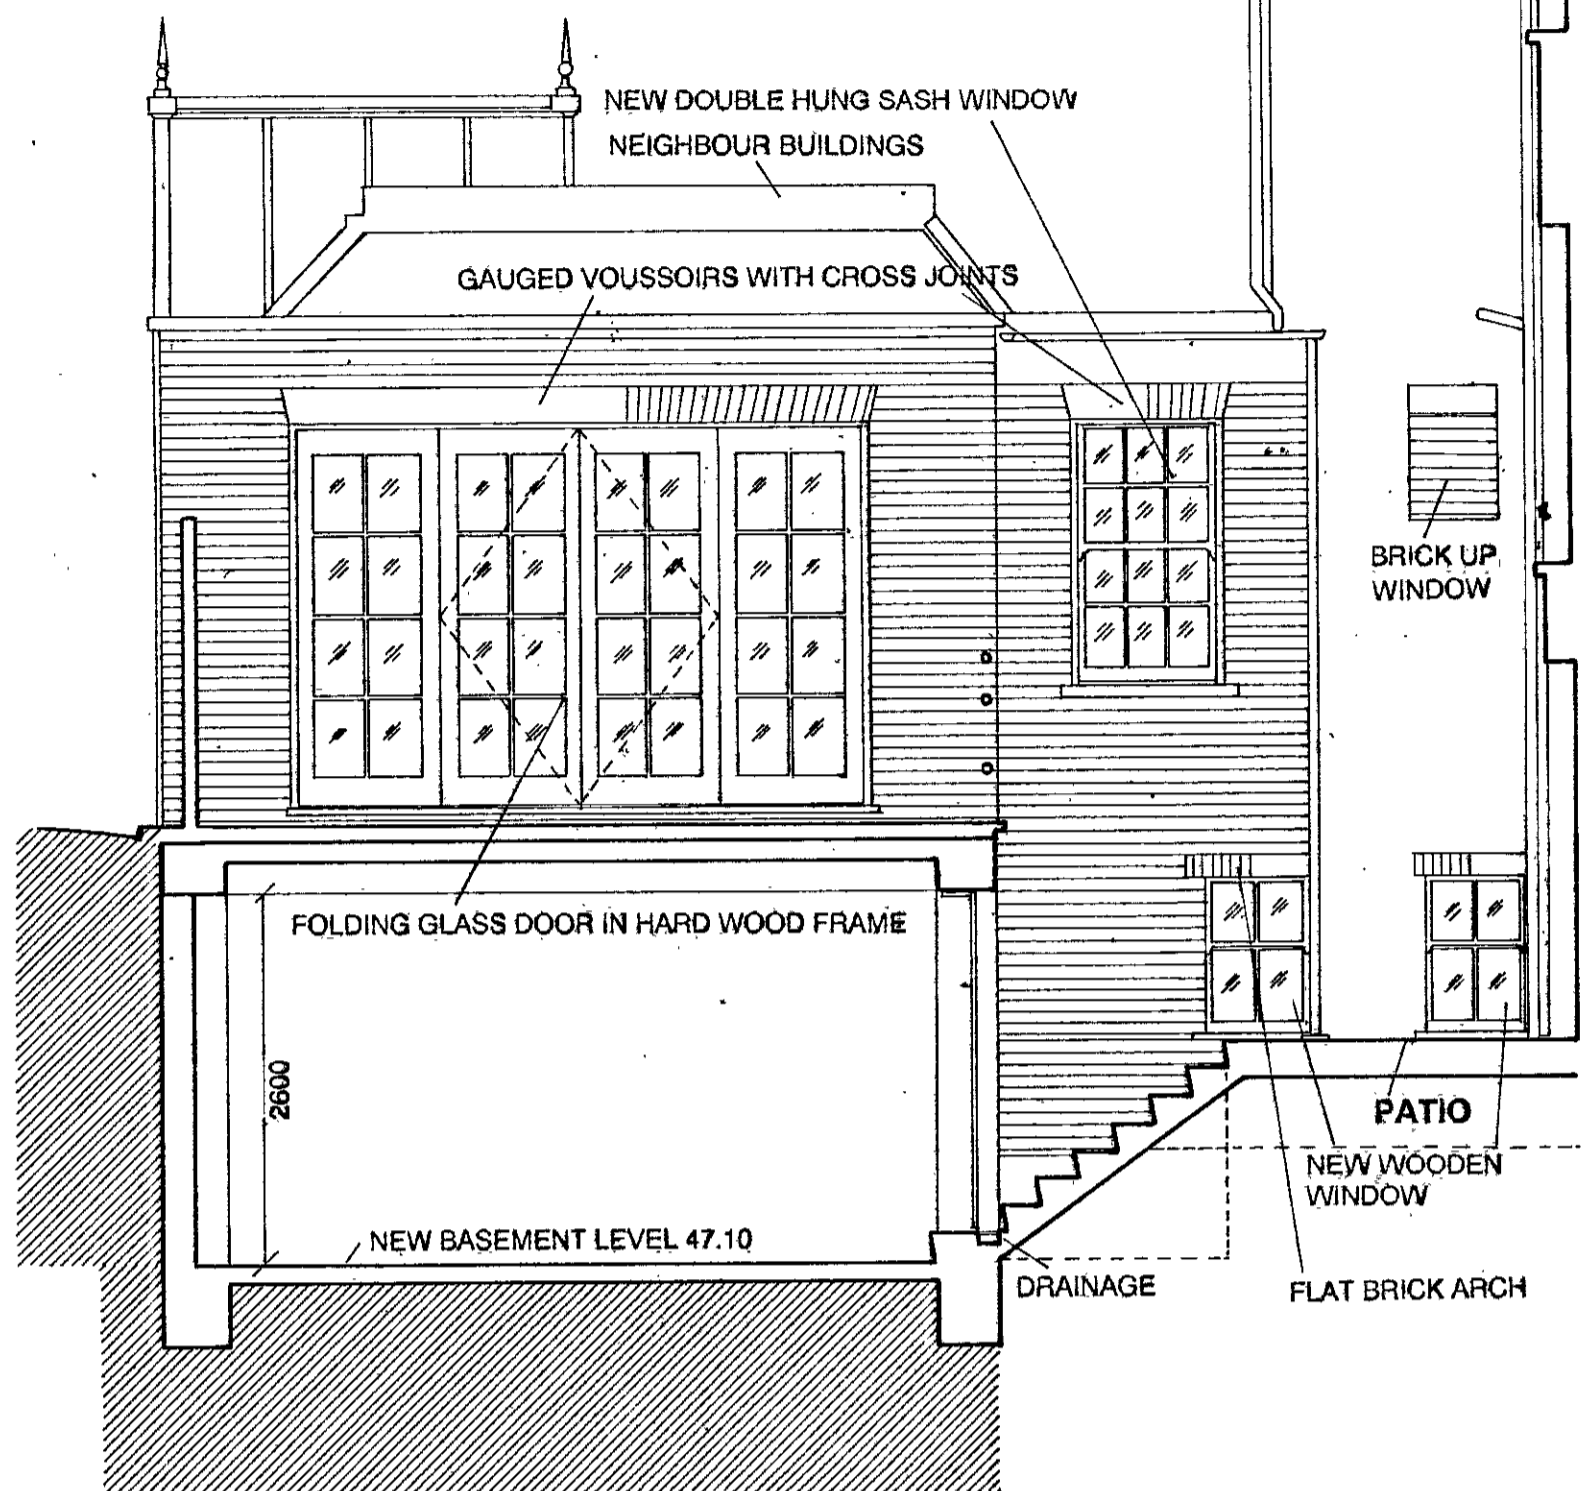 NEW DOUBLE HUNG SASH WINDOW
NEIGHBOUR BUILDINGS
GAUGED VOUSSOIRS WITH CROSS JOINTS
BRICK UP
WINDOW
FOLDING GLASS DOOR IN HARD WOOD FRAME
2600
PATIO
NEW WOODEN
WINDOW
NEW BASEMENT LEVEL 47.10
DRAINAGE
FLAT BRICK ARCH